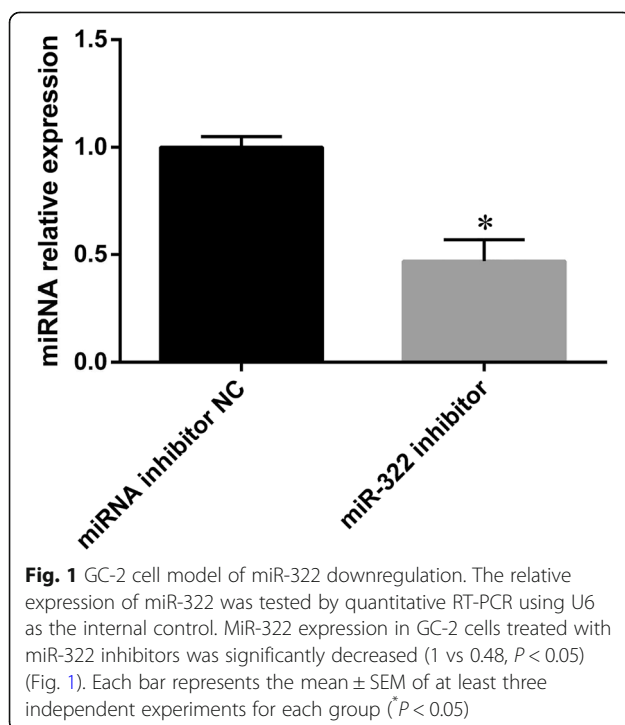 miRNA relative expression
1.5
1.0
0.5
0.0
*
miRNA inhibitor NC
miR-322 inhibitor
Fig. 1 GC-2 cell model of miR-322 downregulation. The relative
expression of miR-322 was tested by quantitative RT-PCR using U6
as the internal control. MiR-322 expression in GC-2 cells treated with
miR-322 inhibitors was significantly decreased (1 vs 0.48, P < 0.05)
(Fig. 1). Each bar represents the mean ± SEM of at least three
independent experiments for each group (*P < 0.05)